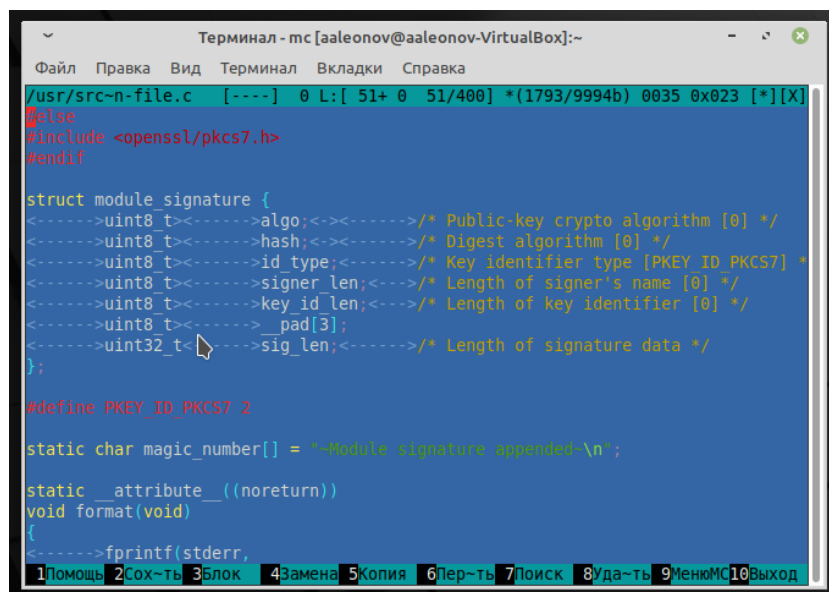 Терминал - mc [aaleonov@aaleonov-VirtualBox]:~
Файл Правка Вид Терминал Вкладки Справка
/usr/src~n-file.c [----] 0 L:[ 51+ 0 51/400] *(1793/9994b) 0035 0x023 [*][X]
#else
#include <openssl/pkcs7.h>
#endif
struct module_signature {
<------>uint8_t><------>algo;<-><------>/* Public-key crypto algorithm [0] */
<------>uint8_t><------>hash;<-><------>/* Digest algorithm [0] */
<------>uint8_t><------>id_type;<------>/* Key identifier type [PKEY_ID_PKCS7] *
<------>uint8_t><------>signer_len;<--->/* Length of signer's name [0] */
<------>uint8_t><------>key_id_len;<--->/* Length of key identifier [0] */
<------>uint8_t><------>__pad[3];
<------>uint32_t<----->sig_len;<------>/* Length of signature data */
};
#define PKEY_ID_PKCS7 2
static char magic_number[] = "~Module signature appended~\n";
static __attribute__((noreturn))
void format(void)
{
<------>fprintf(stderr,
1Помощь 2Сох~ть 3Блок 4Замена 5Копия 6Пер~ть 7Поиск 8Уда~ть 9МенюMC 10Выход